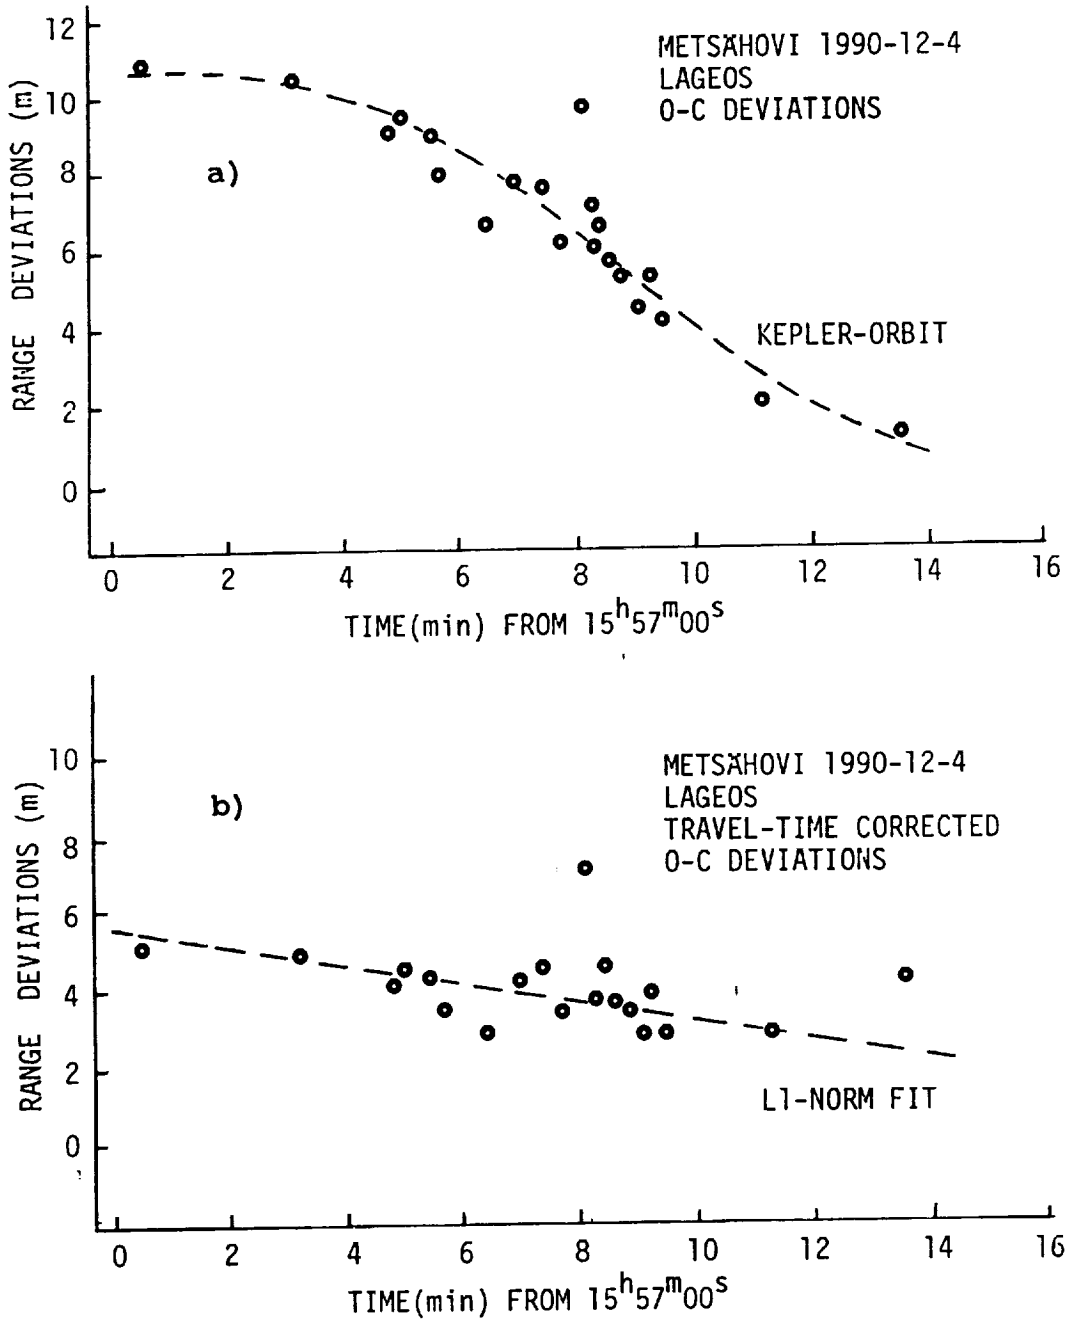 12
10
8
6
4
2
0
RANGE DEVIATIONS (m)
a)
METSÄHOVI 1990-12-4
LAGEOS
O-C DEVIATIONS
KEPLER-ORBIT
0 2 4 6 8 10 12 14 16
TIME(min) FROM 15h57m00s
10
8
6
4
2
0
RANGE DEVIATIONS (m)
b)
METSÄHOVI 1990-12-4
LAGEOS
TRAVEL-TIME CORRECTED
O-C DEVIATIONS
L1-NORM FIT
0 2 4 6 8 10 12 14 16
TIME(min) FROM 15h57m00s